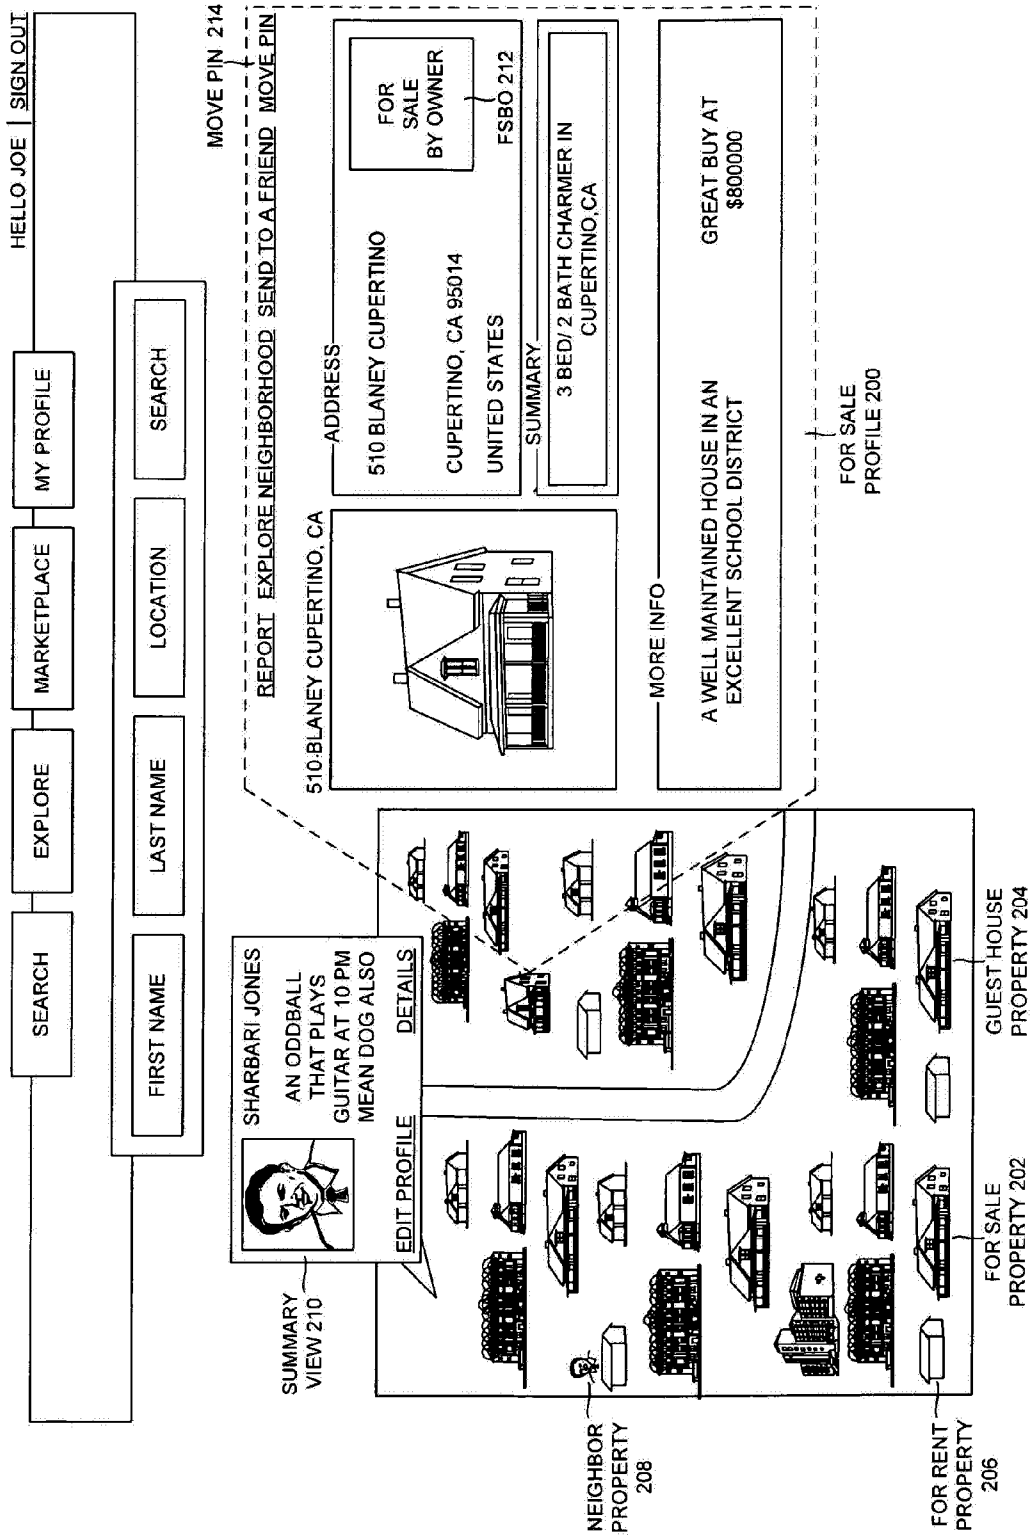 HELLO JOE | SIGN OUT
SEARCH
EXPLORE
MARKETPLACE
MY PROFILE
FIRST NAME
LAST NAME
LOCATION
SEARCH
MOVE PIN 214
SUMMARY
VIEW 210
SHARBARI JONES
AN ODDBALL
THAT PLAYS
GUITAR AT 10 PM
MEAN DOG ALSO
EDIT PROFILE
DETAILS
REPORT EXPLORE NEIGHBORHOOD SEND TO A FRIEND MOVE PIN
510 BLANEY CUPERTINO, CA
ADDRESS
510 BLANEY CUPERTINO
CUPERTINO, CA 95014
UNITED STATES
FOR
SALE
BY OWNER
FSBO 212
SUMMARY
3 BED/ 2 BATH CHARMER IN
CUPERTINO,CA
MORE INFO
A WELL MAINTAINED HOUSE IN AN
EXCELLENT SCHOOL DISTRICT
GREAT BUY AT
$800000
FOR SALE
PROFILE 200
NEIGHBOR
PROPERTY
208
FOR RENT
PROPERTY
206
FOR SALE
PROPERTY 202
GUEST HOUSE
PROPERTY 204